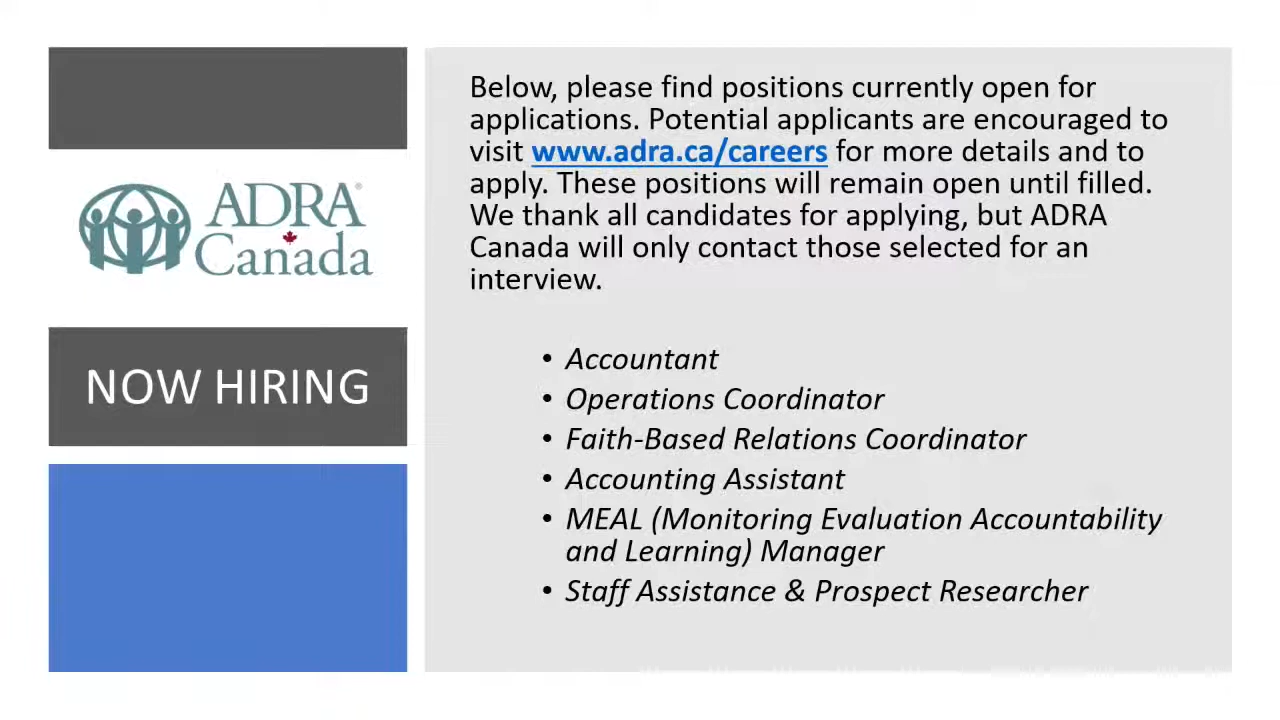 ADRA®
Canada
NOW HIRING
Below, please find positions currently open for
applications. Potential applicants are encouraged to
visit www.adra.ca/careers for more details and to
apply. These positions will remain open until filled.
We thank all candidates for applying, but ADRA
Canada will only contact those selected for an
interview.
• Accountant
• Operations Coordinator
• Faith-Based Relations Coordinator
• Accounting Assistant
• MEAL (Monitoring Evaluation Accountability
and Learning) Manager
• Staff Assistance & Prospect Researcher